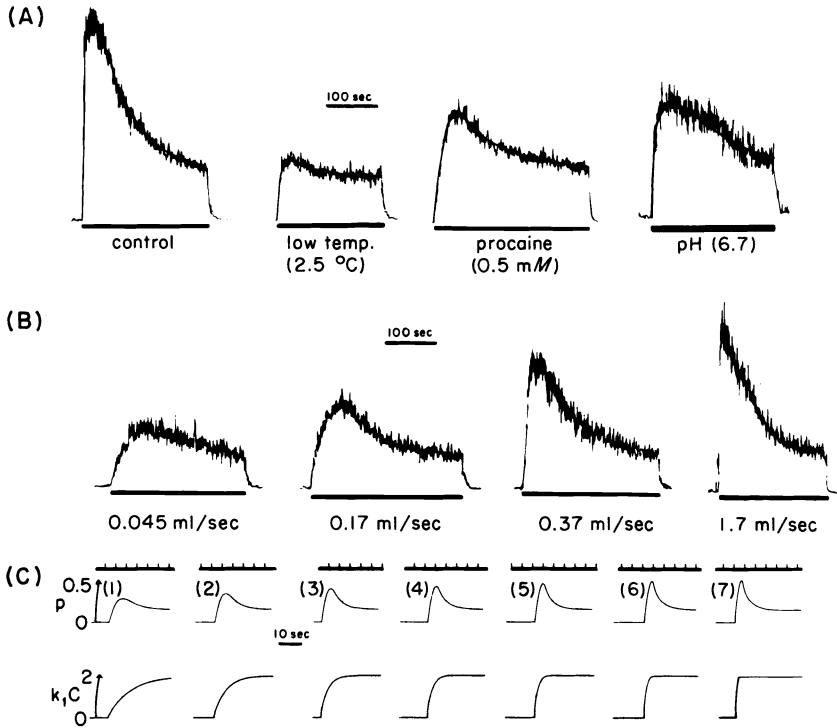 (A)
100 sec
control
low temp.
(2.5 °C)
procaine
(0.5 mM)
pH (6.7)
(B)
100 sec
0.045 ml/sec
0.17 ml/sec
0.37 ml/sec
1.7 ml/sec
(C)
0.5
p
0
(1)
(2)
(3)
(4)
(5)
(6)
(7)
10 sec
2
k₁C
0